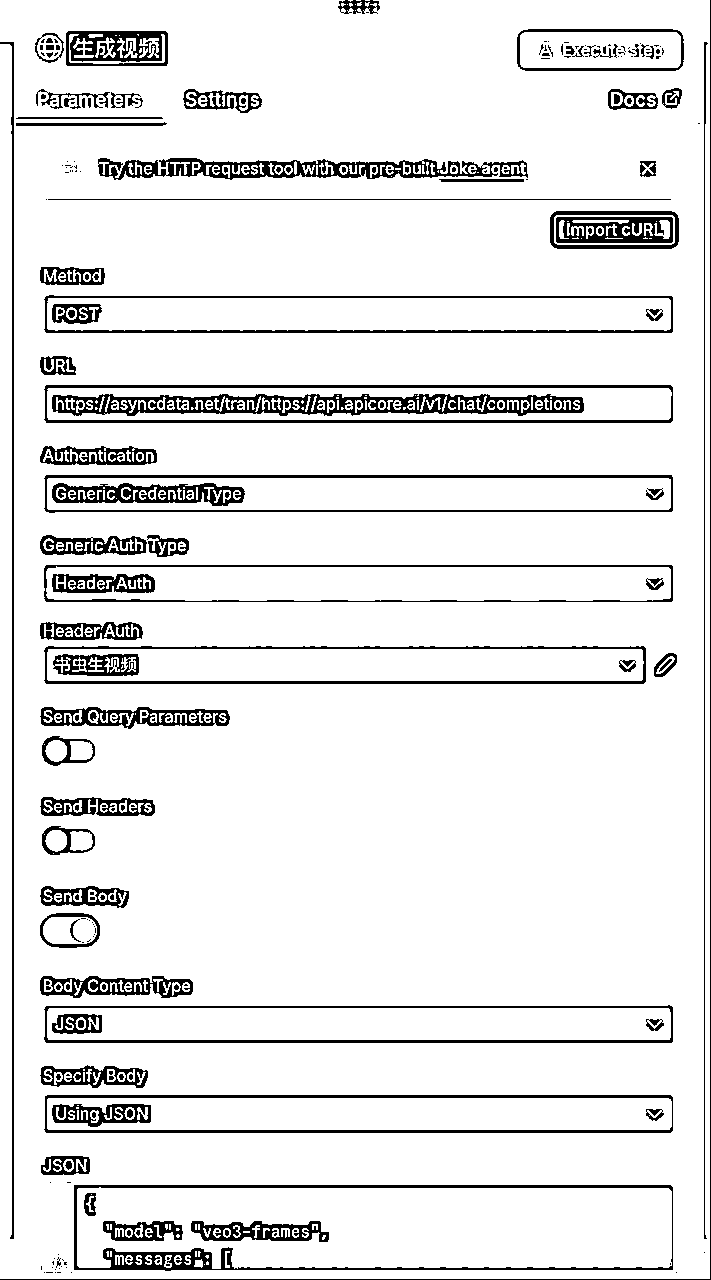 生成视频
Execute step
Parameters
Settings
Docs
Try the HTTP request tool with our pre-built Joke agent
Import cURL
Method
POST
URL
https://asyncdata.net/tran/https://api.apicore.ai/v1/chat/completions
Authentication
Generic Credential Type
Generic Auth Type
Header Auth
Header Auth
书虫生视频
Send Query Parameters
Send Headers
Send Body
Body Content Type
JSON
Specify Body
Using JSON
JSON
{
"model": "veo3-frames",
"messages": [